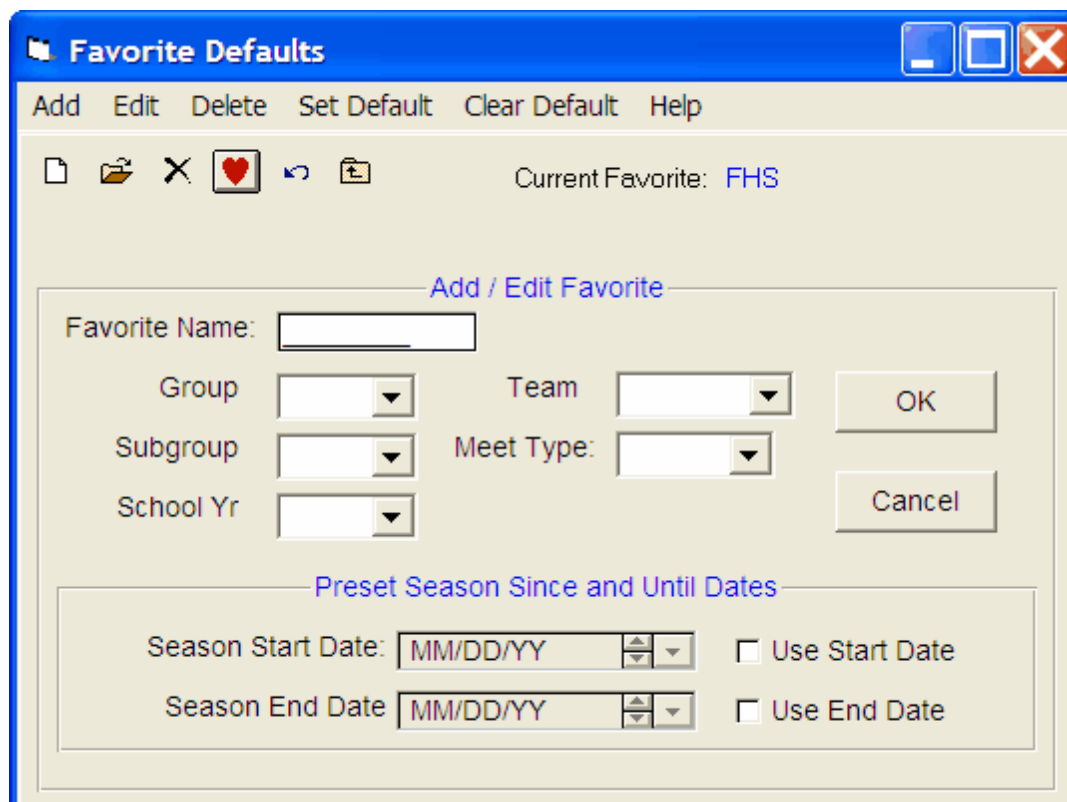 Favorite Defaults
Add Edit Delete Set Default Clear Default Help
Current Favorite: FHS
Add / Edit Favorite
Favorite Name:
Group Team OK
Subgroup Meet Type:
School Yr Cancel
Preset Season Since and Until Dates
Season Start Date: MM/DD/YY Use Start Date
Season End Date MM/DD/YY Use End Date